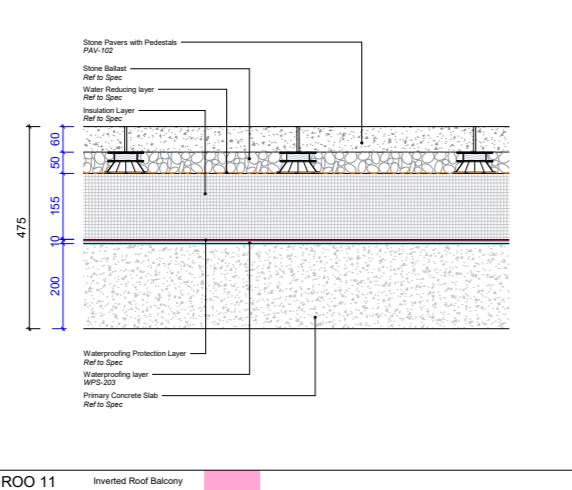 Stone Pavers with Pedestals
PAV-102
Stone Ballast
Ref to Spec
Water Reducing layer
Ref to Spec
Insulation Layer
Ref to Spec
60
50
155
475
10
200
Waterproofing Protection Layer
Ref to Spec
Waterproofing layer
WPS-203
Primary Concrete Slab
Ref to Spec
ROO 11 Inverted Roof Balcony